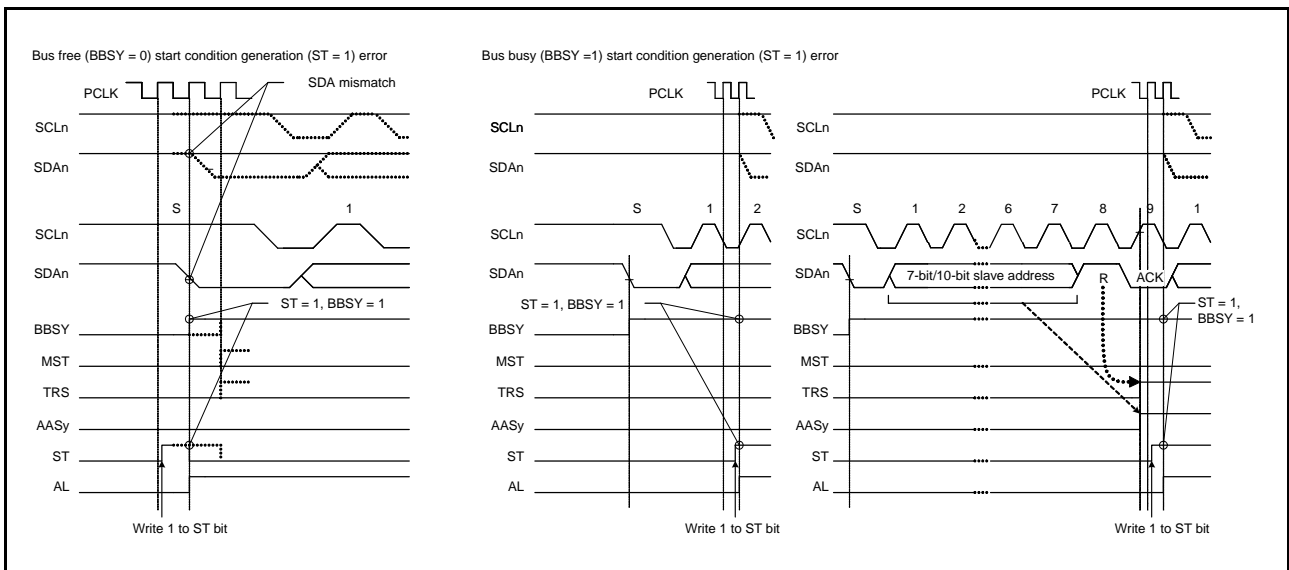 Bus free (BBSY = 0) start condition generation (ST = 1) error
PCLK
SDA mismatch
SCLn
SDAn
S 1
SCLn
SDAn
ST = 1, BBSY = 1
BBSY
MST
TRS
AASy
ST
AL
Write 1 to ST bit
Bus busy (BBSY =1) start condition generation (ST = 1) error
PCLK
SCLn
SDAn
S 1 2
SCLn
SDAn
ST = 1, BBSY = 1
BBSY
MST
TRS
AASy
ST
AL
Write 1 to ST bit
PCLK
SCLn
SDAn
S 1 2 6 7 8 9 1
SCLn
SDAn
7-bit/10-bit slave address
R
ACK
ST = 1,
BBSY = 1
BBSY
MST
TRS
AASy
ST
AL
Write 1 to ST bit